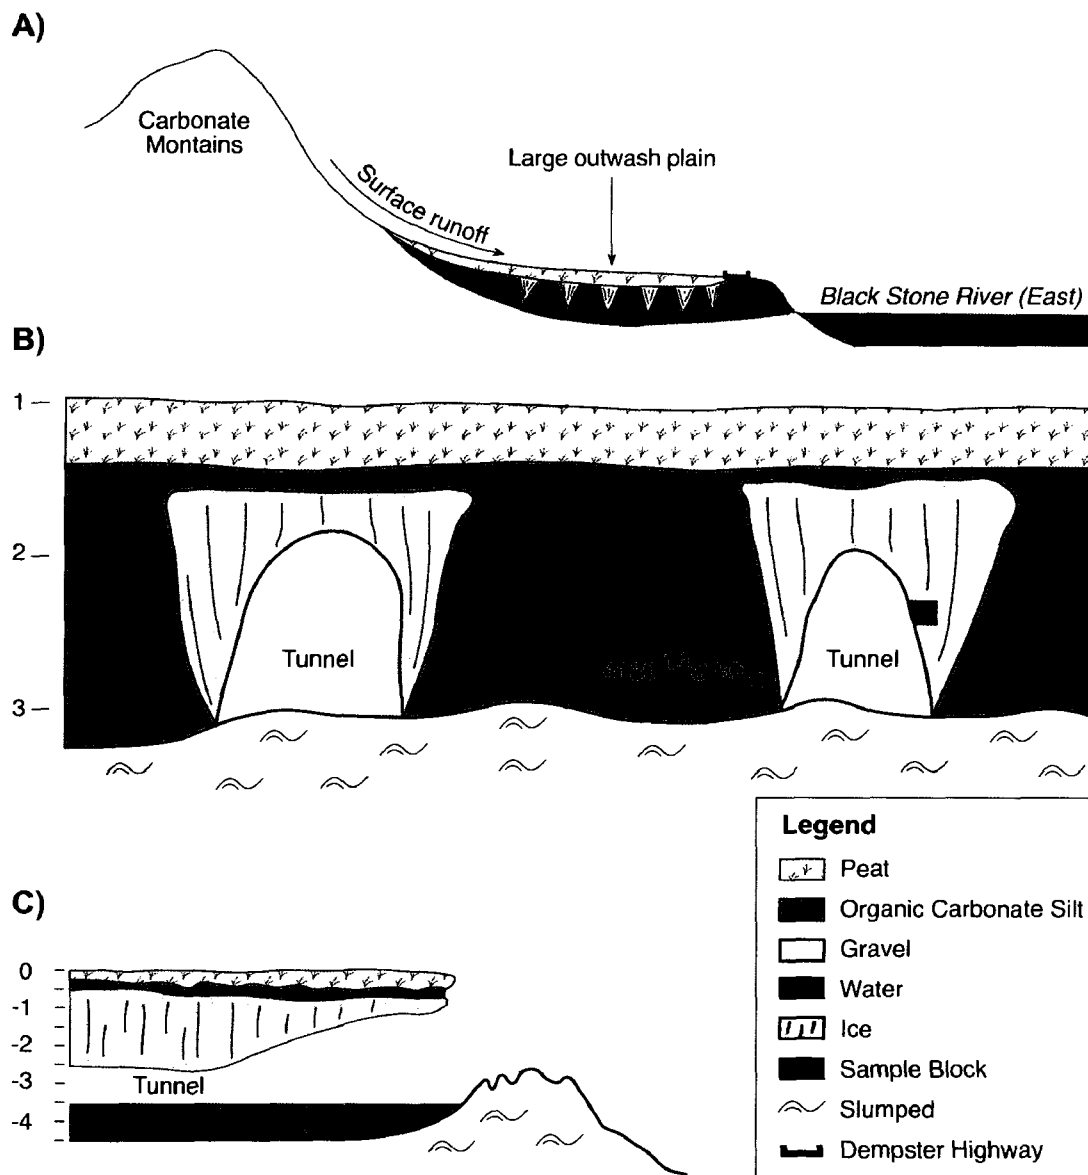 A)
Carbonate
Montains
Surface runoff
Large outwash plain
Black Stone River (East)
B)
1
2
3
Tunnel
Tunnel
C)
0
-1
-2
-3
-4
Tunnel
Legend
Peat
Organic Carbonate Silt
Gravel
Water
Ice
Sample Block
Slumped
Dempster Highway